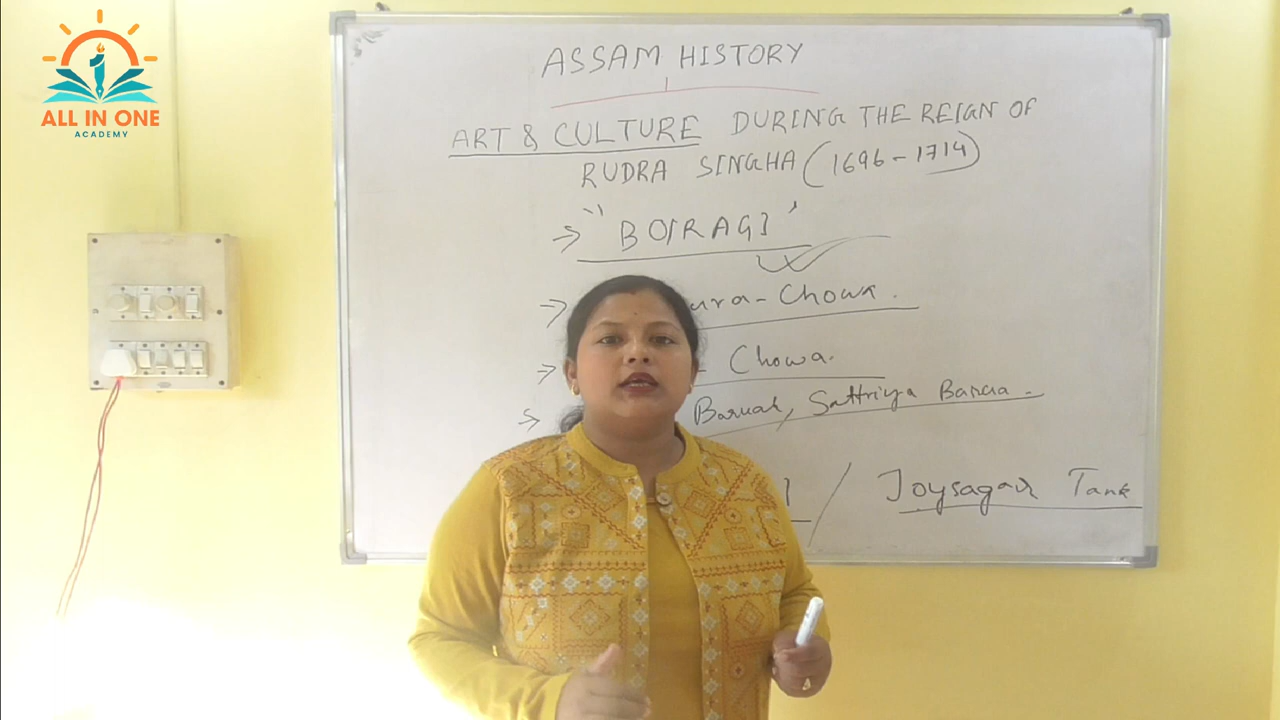 ALL IN ONE
ACADEMY
ASSAM HISTORY
ART & CULTURE DURING THE REIGN OF
RUDRA SINGHA (1696-1714)
→ "BOIRAGI"
→ ura-Chowa.
→ - Chowa.
→ Baruah, Sattriya Barua.
/ Joysagar Tank